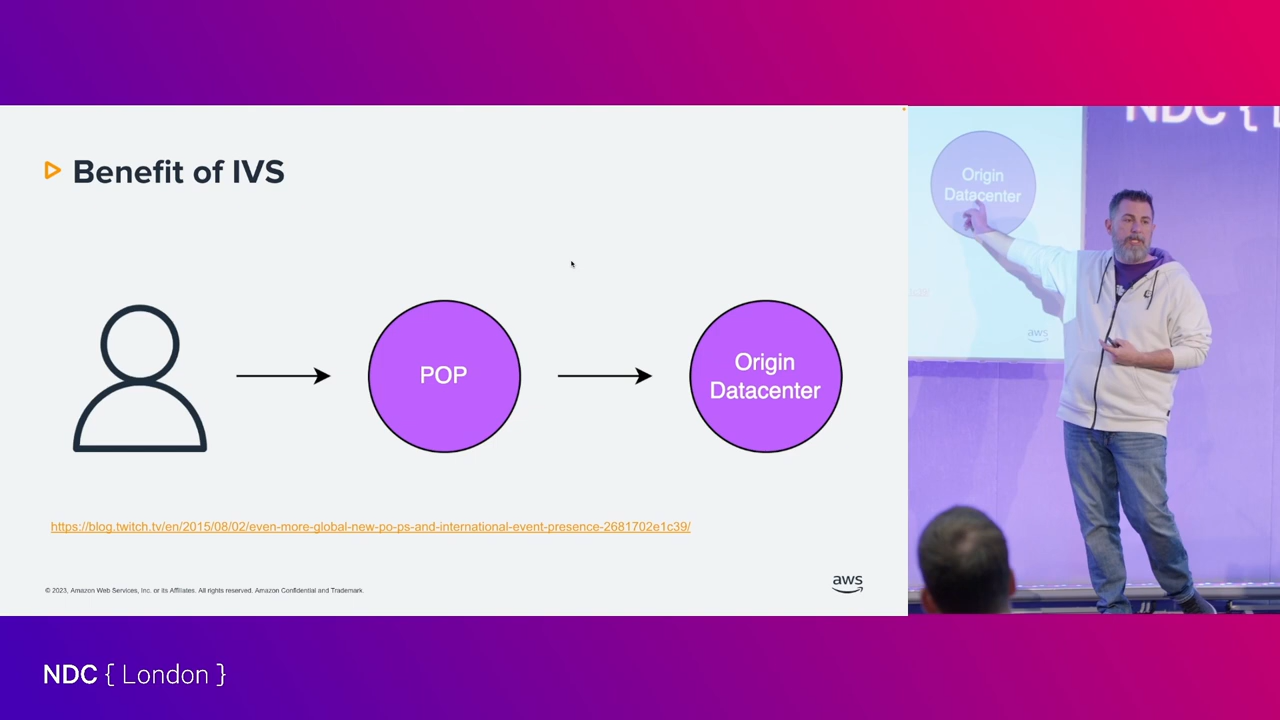 Benefit of IVS
POP
Origin
Datacenter
https://blog.twitch.tv/en/2015/08/02/even-more-global-new-po-ps-and-international-event-presence-2681702e1c39/
© 2023, Amazon Web Services, Inc. or its Affiliates. All rights reserved. Amazon Confidential and Trademark.
aws
NDC {
Origin
Datacenter
aws
NDC { London }